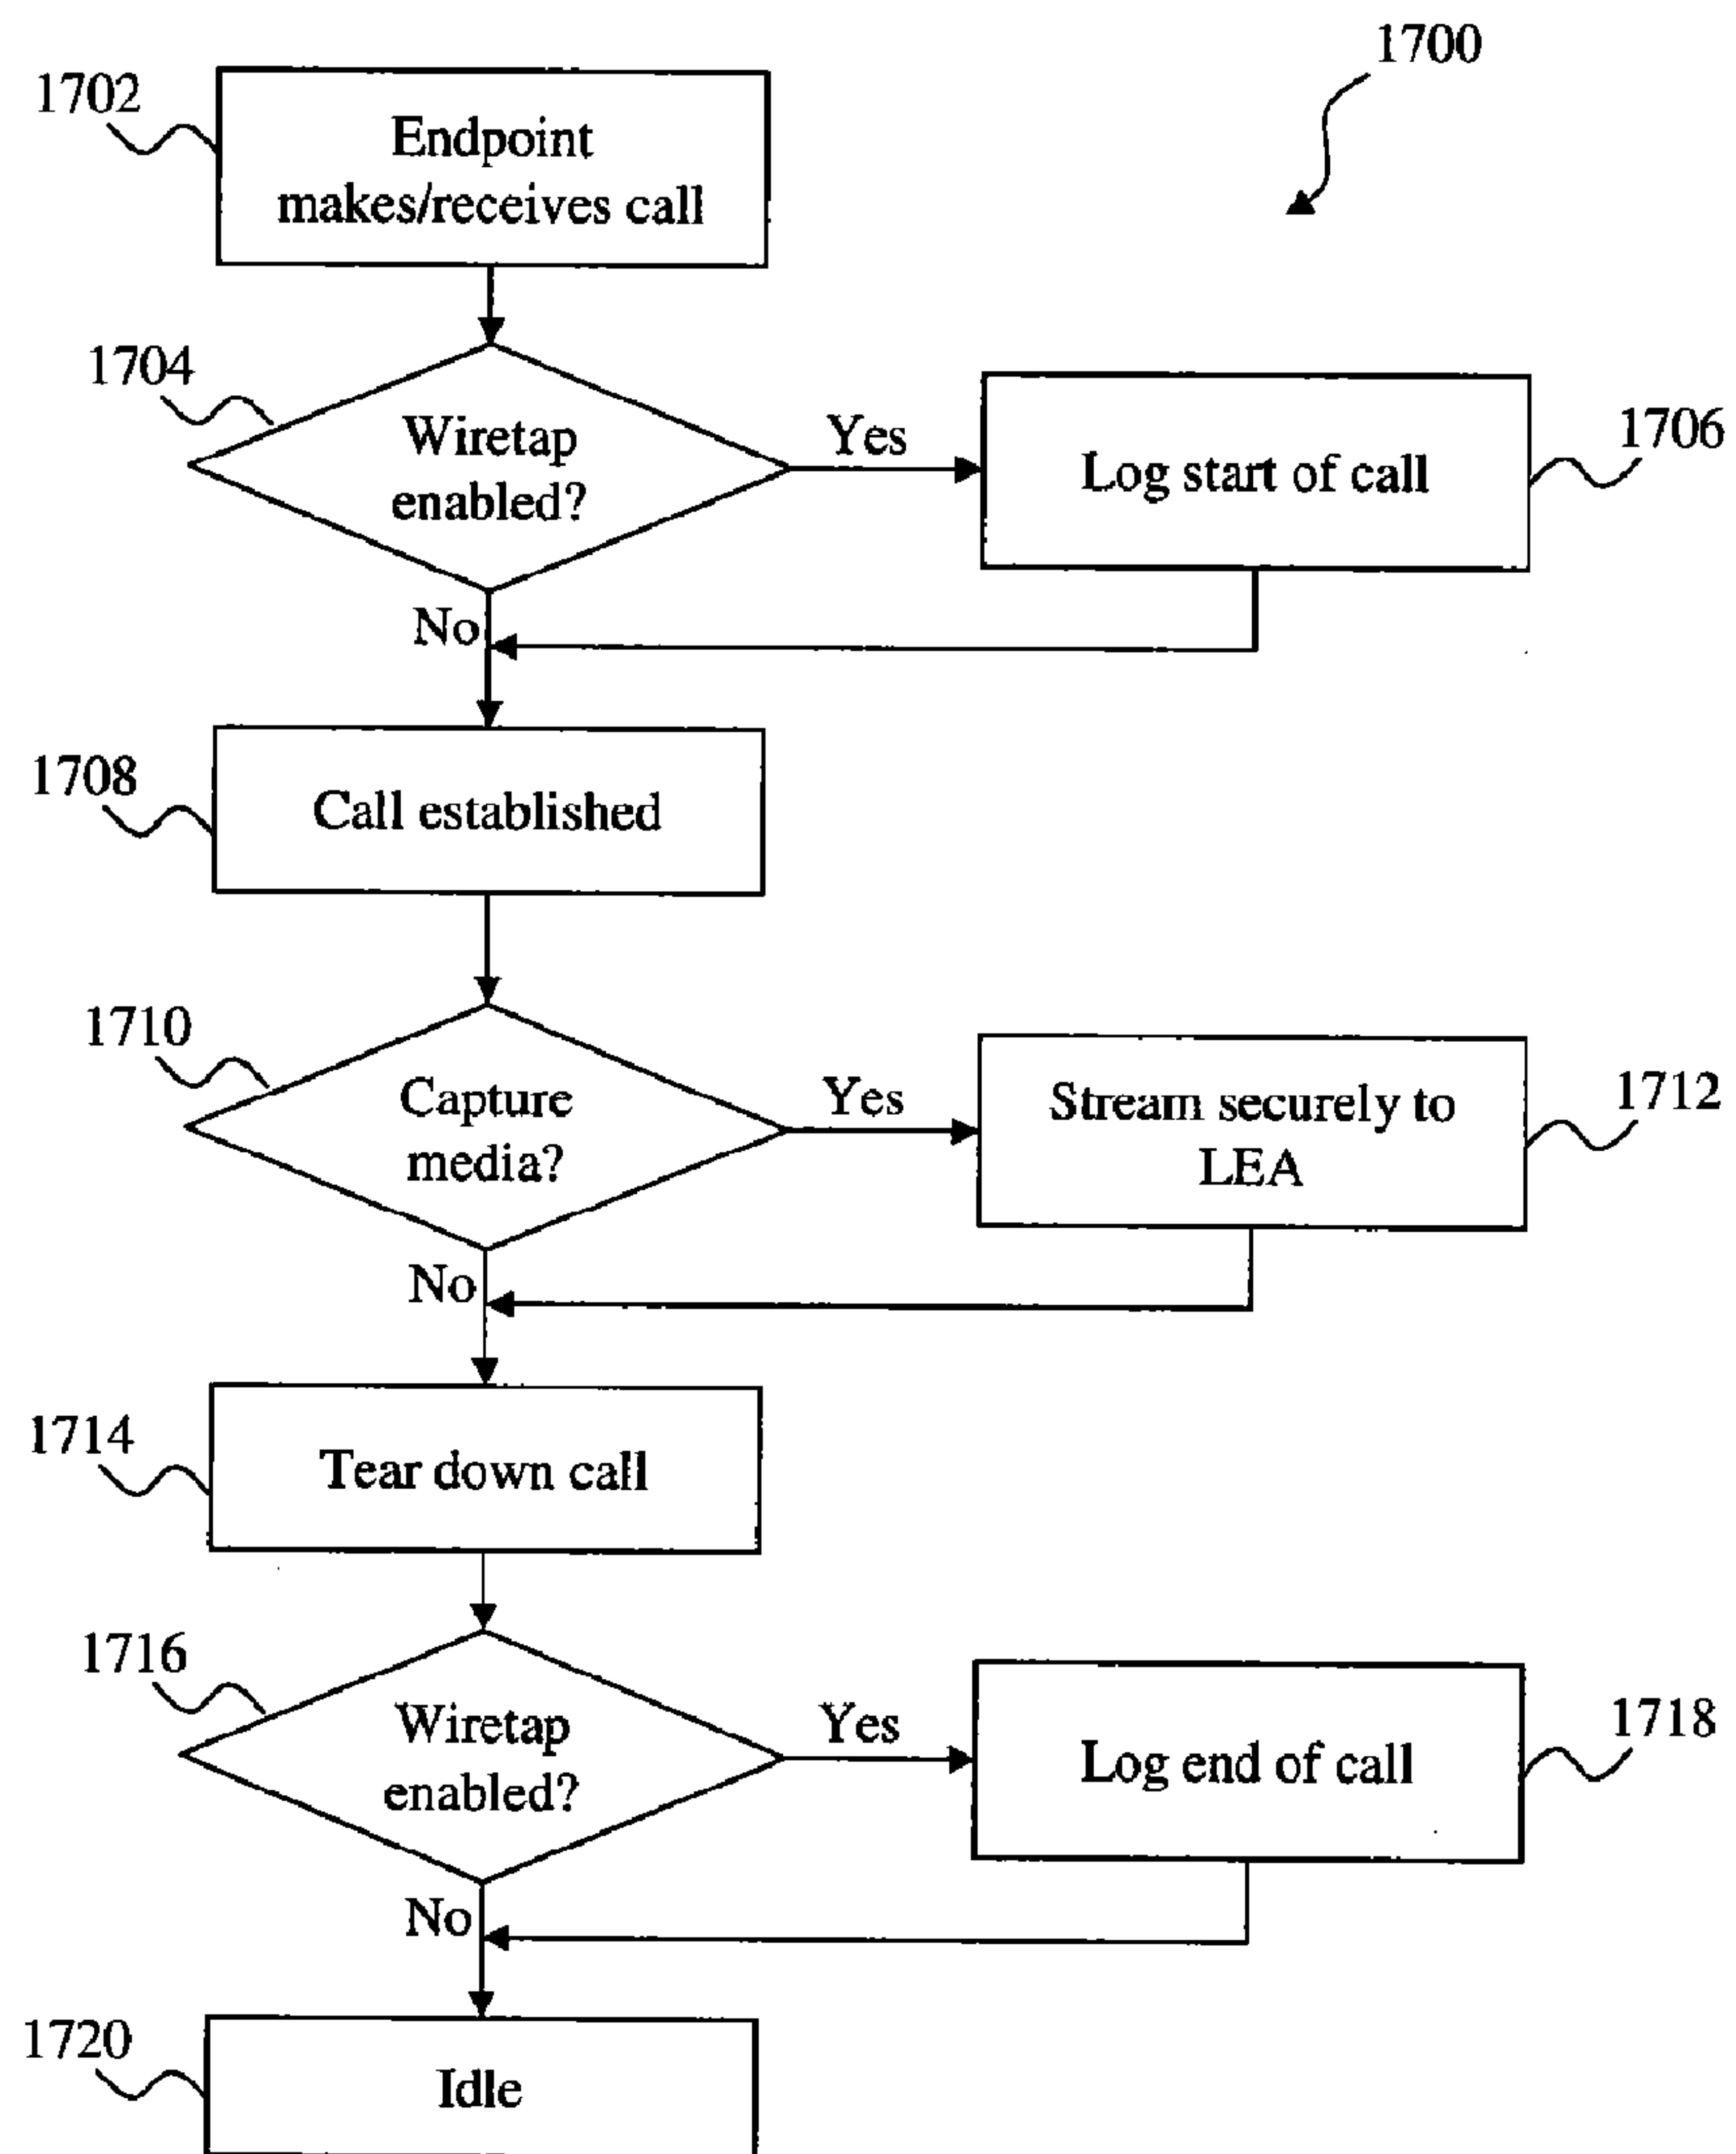 1700
1702
Endpoint
makes/receives call
1704
Wiretap
enabled?
Yes
Log start of call
1706
No
1708
Call established
1710
Capture
media?
Yes
Stream securely to
LEA
1712
No
1714
Tear down call
1716
Wiretap
enabled?
Yes
Log end of call
1718
No
1720
Idle